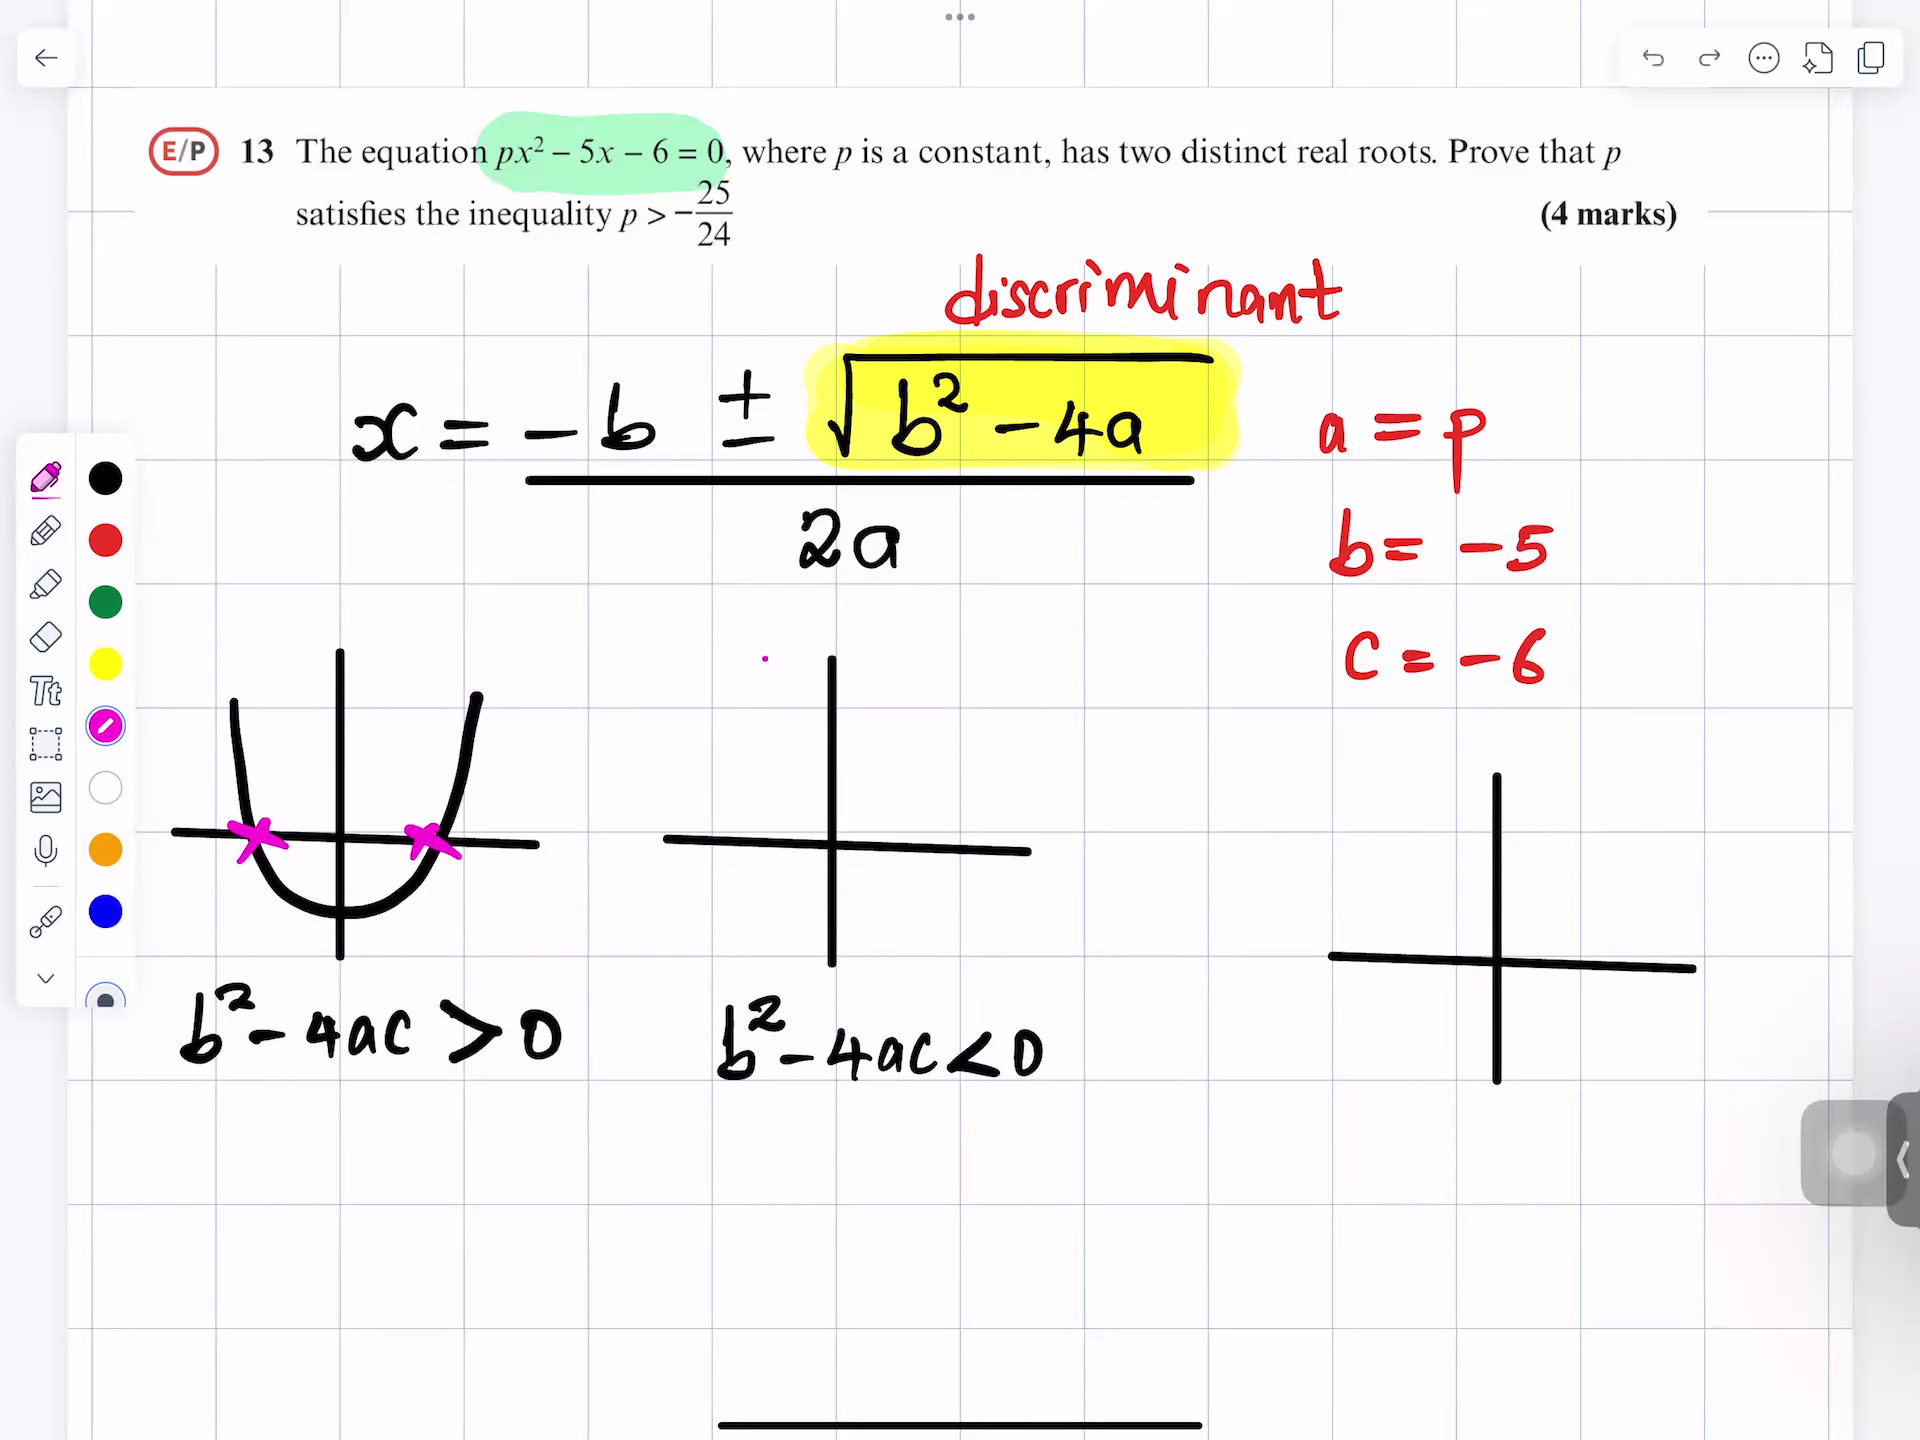 E/P 13 The equation px² – 5x – 6 = 0, where p is a constant, has two distinct real roots. Prove that p
satisfies the inequality p > –25/24 (4 marks)
discriminant
x = –b ± √b² – 4a
2a
a = p
b = –5
c = –6
b² – 4ac > 0
b² – 4ac < 0
Tt